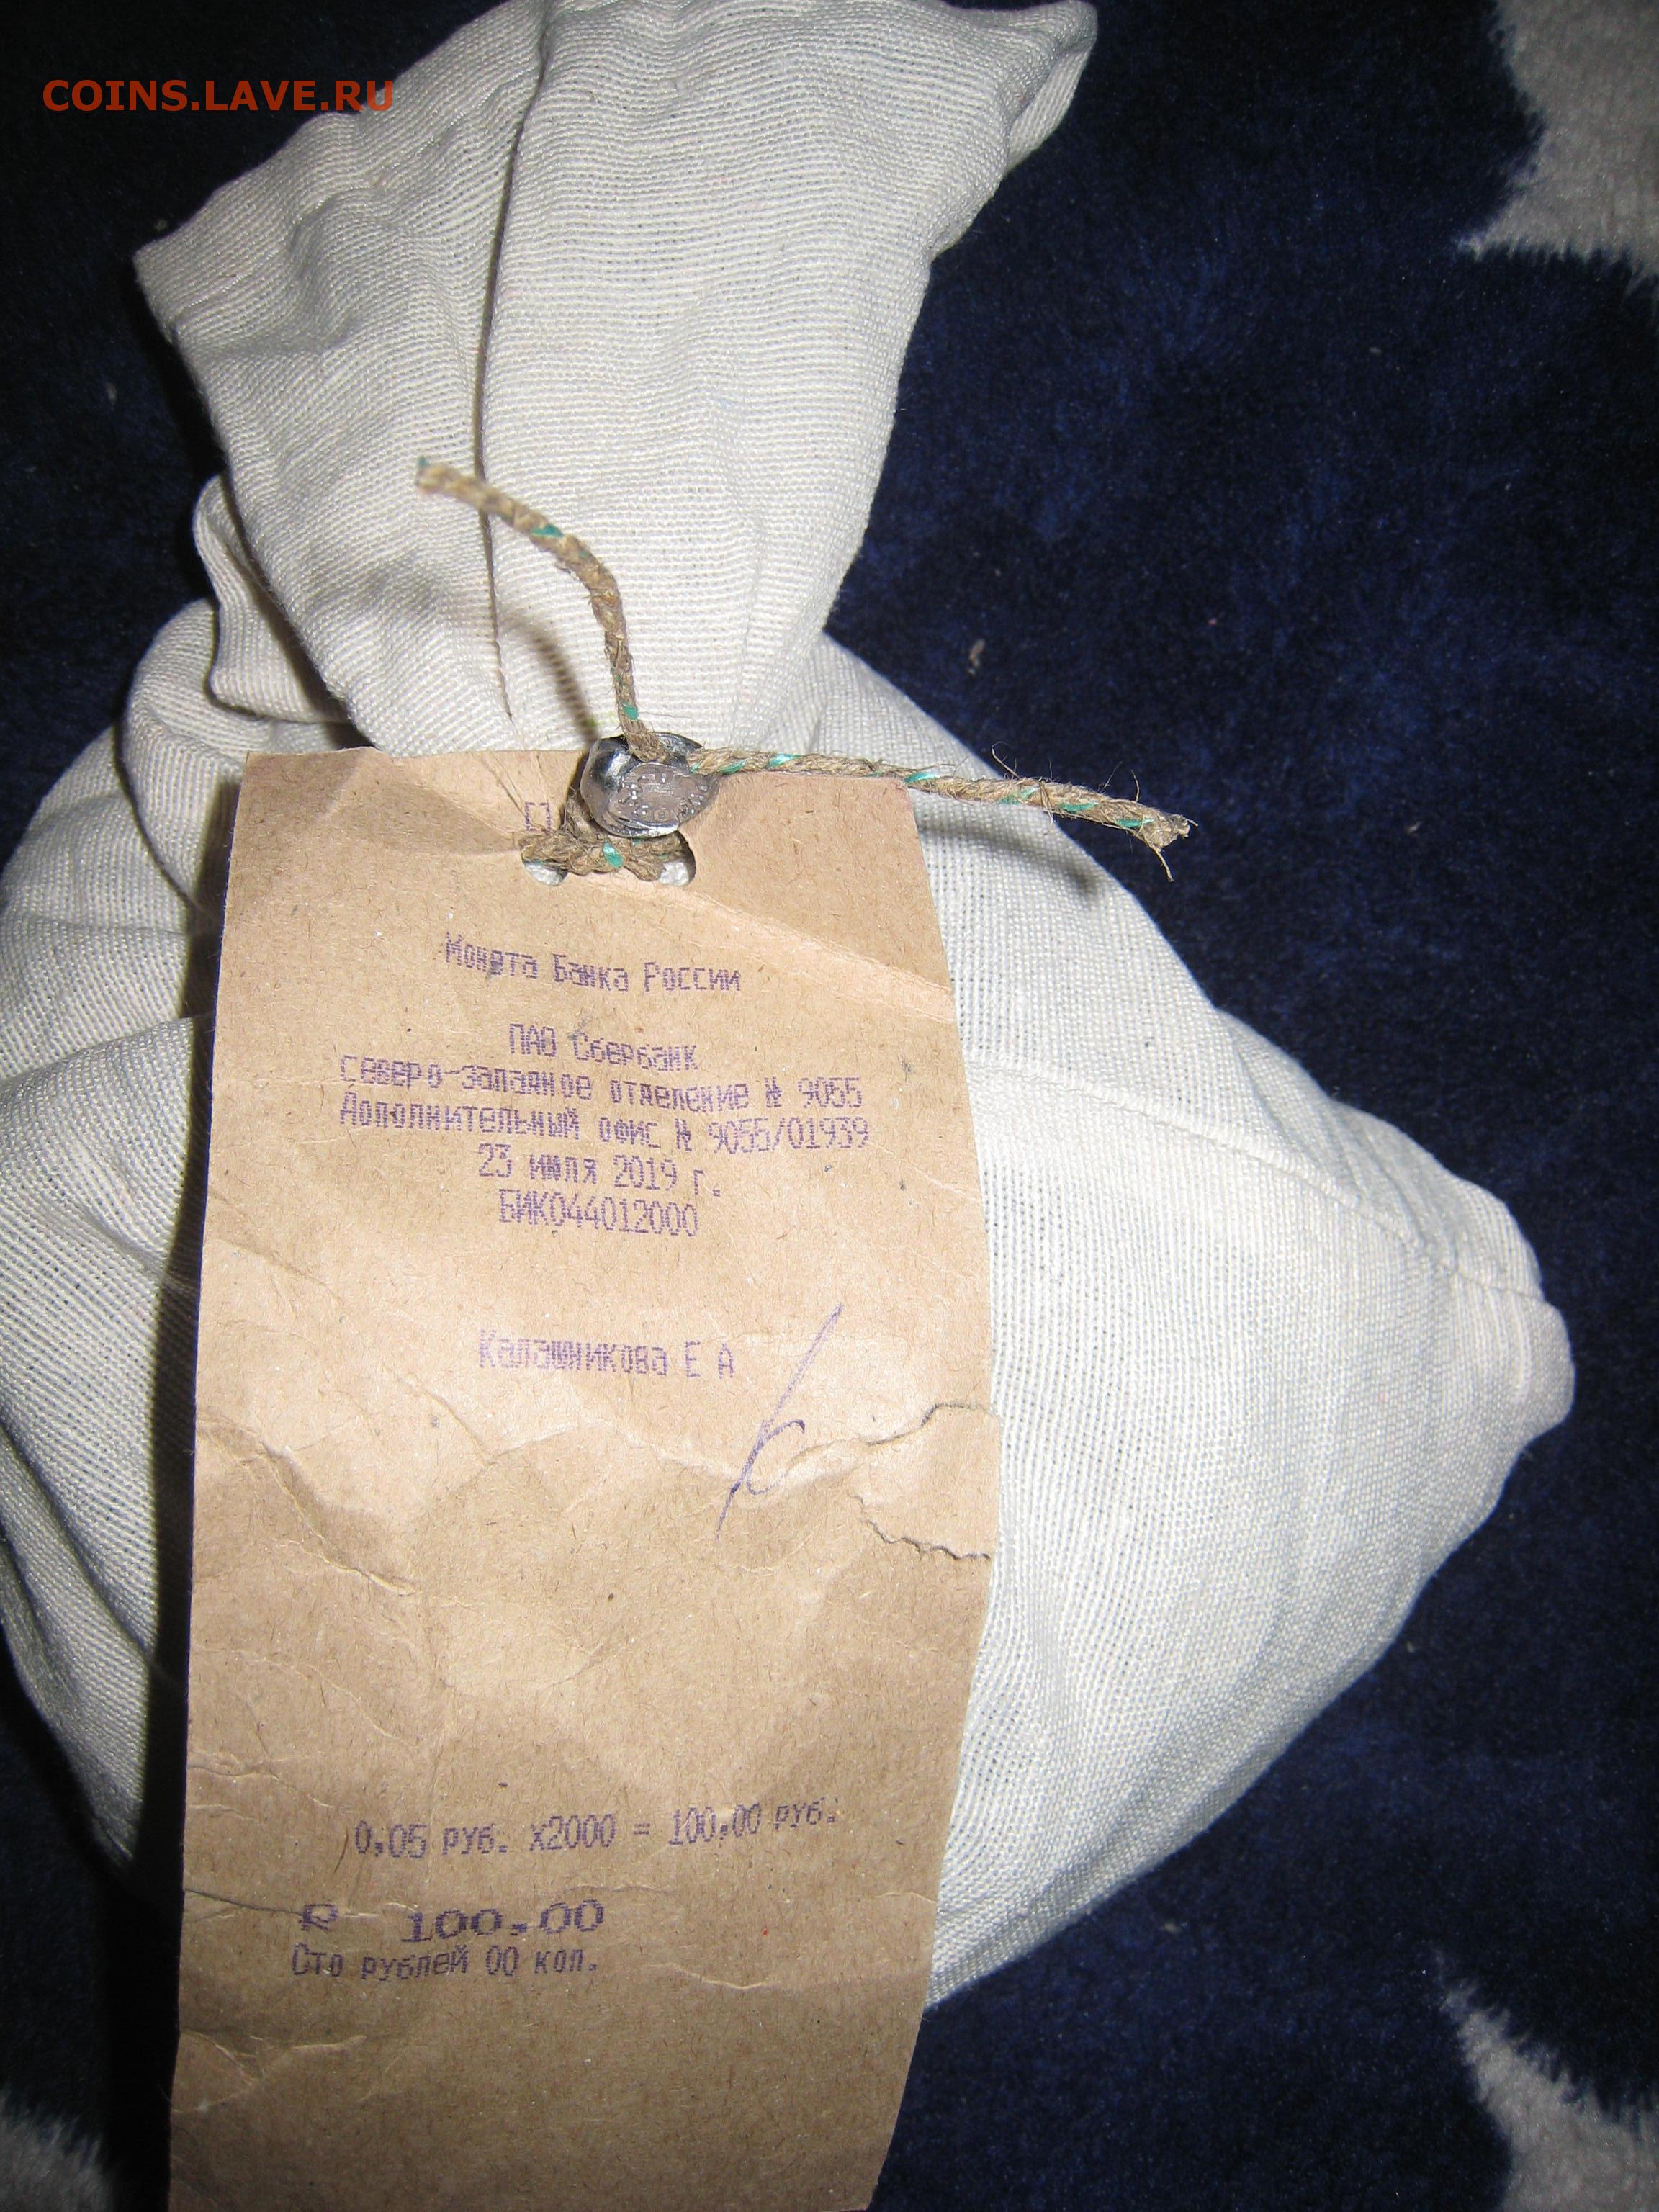 COINS.LAVE.RU
П
Монета Банка России
ПАО Сбербанк
Северо-западное отделение № 9055
Дополнительный офис № 9055/01939
23 июля 2019 г.
БИК044012000
Калашникова Е А
0,05 руб. x2000 = 100,00 руб.
₽ 100,00
Сто рублей 00 коп.